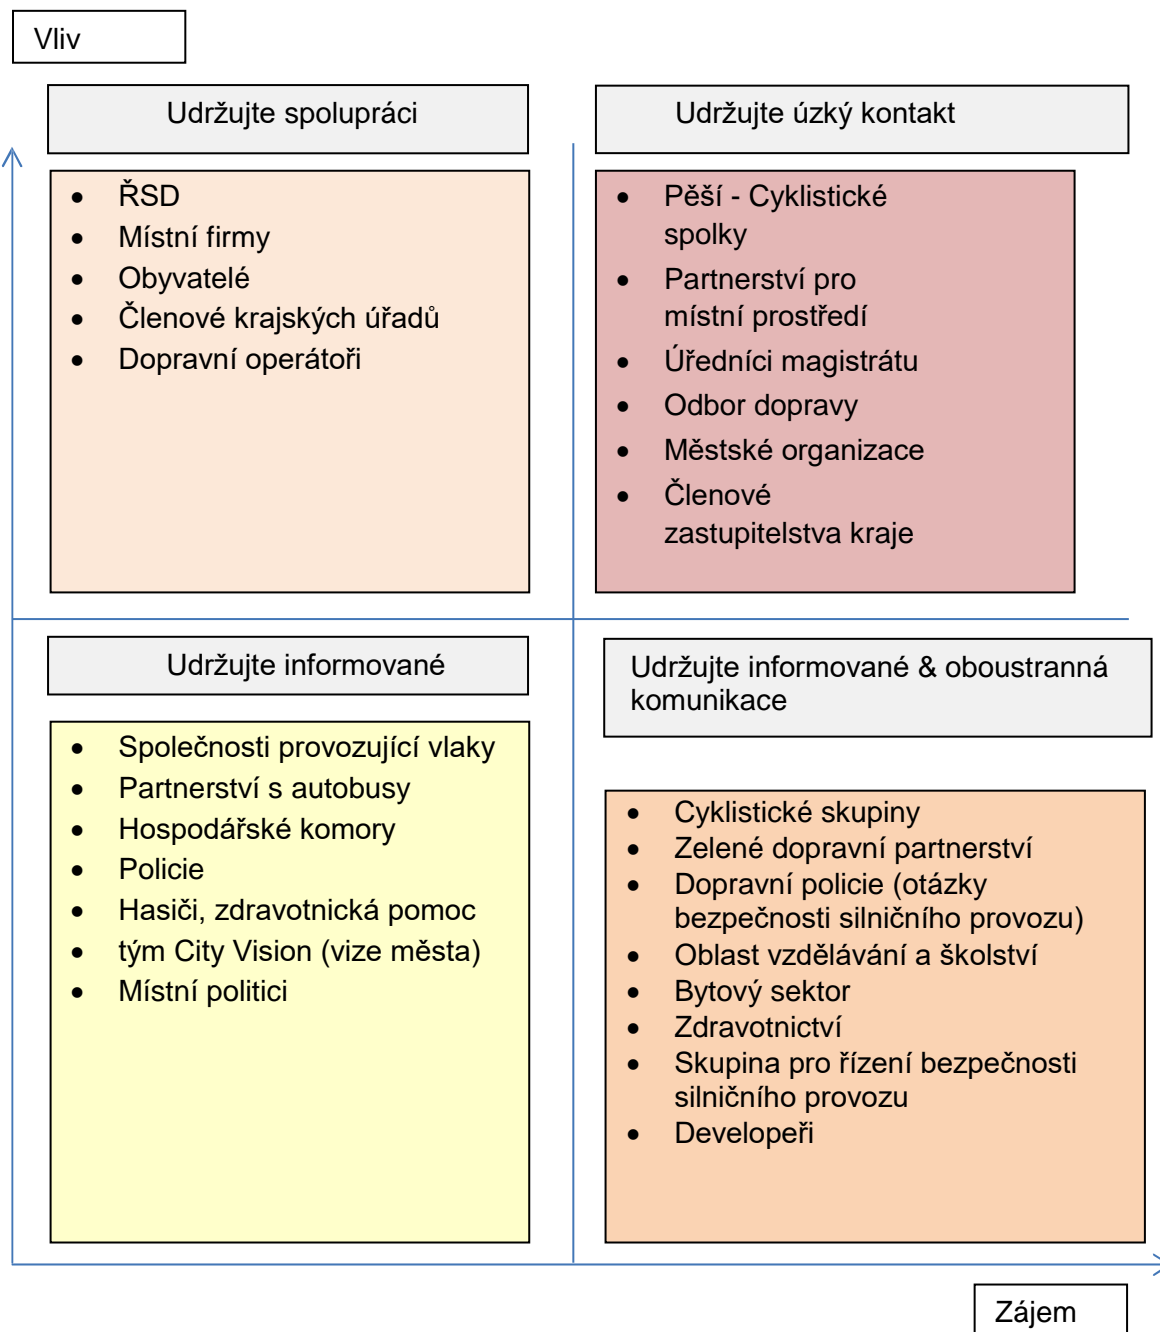 Vliv
Udržujte spolupráci
• ŘSD
• Místní firmy
• Obyvatelé
• Členové krajských úřadů
• Dopravní operátoři
Udržujte úzký kontakt
• Pěší - Cyklistické
spolky
• Partnerství pro
místní prostředí
• Úředníci magistrátu
• Odbor dopravy
• Městské organizace
• Členové
zastupitelstva kraje
Udržujte informované
• Společnosti provozující vlaky
• Partnerství s autobusy
• Hospodářské komory
• Policie
• Hasiči, zdravotnická pomoc
• tým City Vision (vize města)
• Místní politici
Udržujte informované & oboustranná
komunikace
• Cyklistické skupiny
• Zelené dopravní partnerství
• Dopravní policie (otázky
bezpečnosti silničního provozu)
• Oblast vzdělávání a školství
• Bytový sektor
• Zdravotnictví
• Skupina pro řízení bezpečnosti
silničního provozu
• Developeři
Zájem